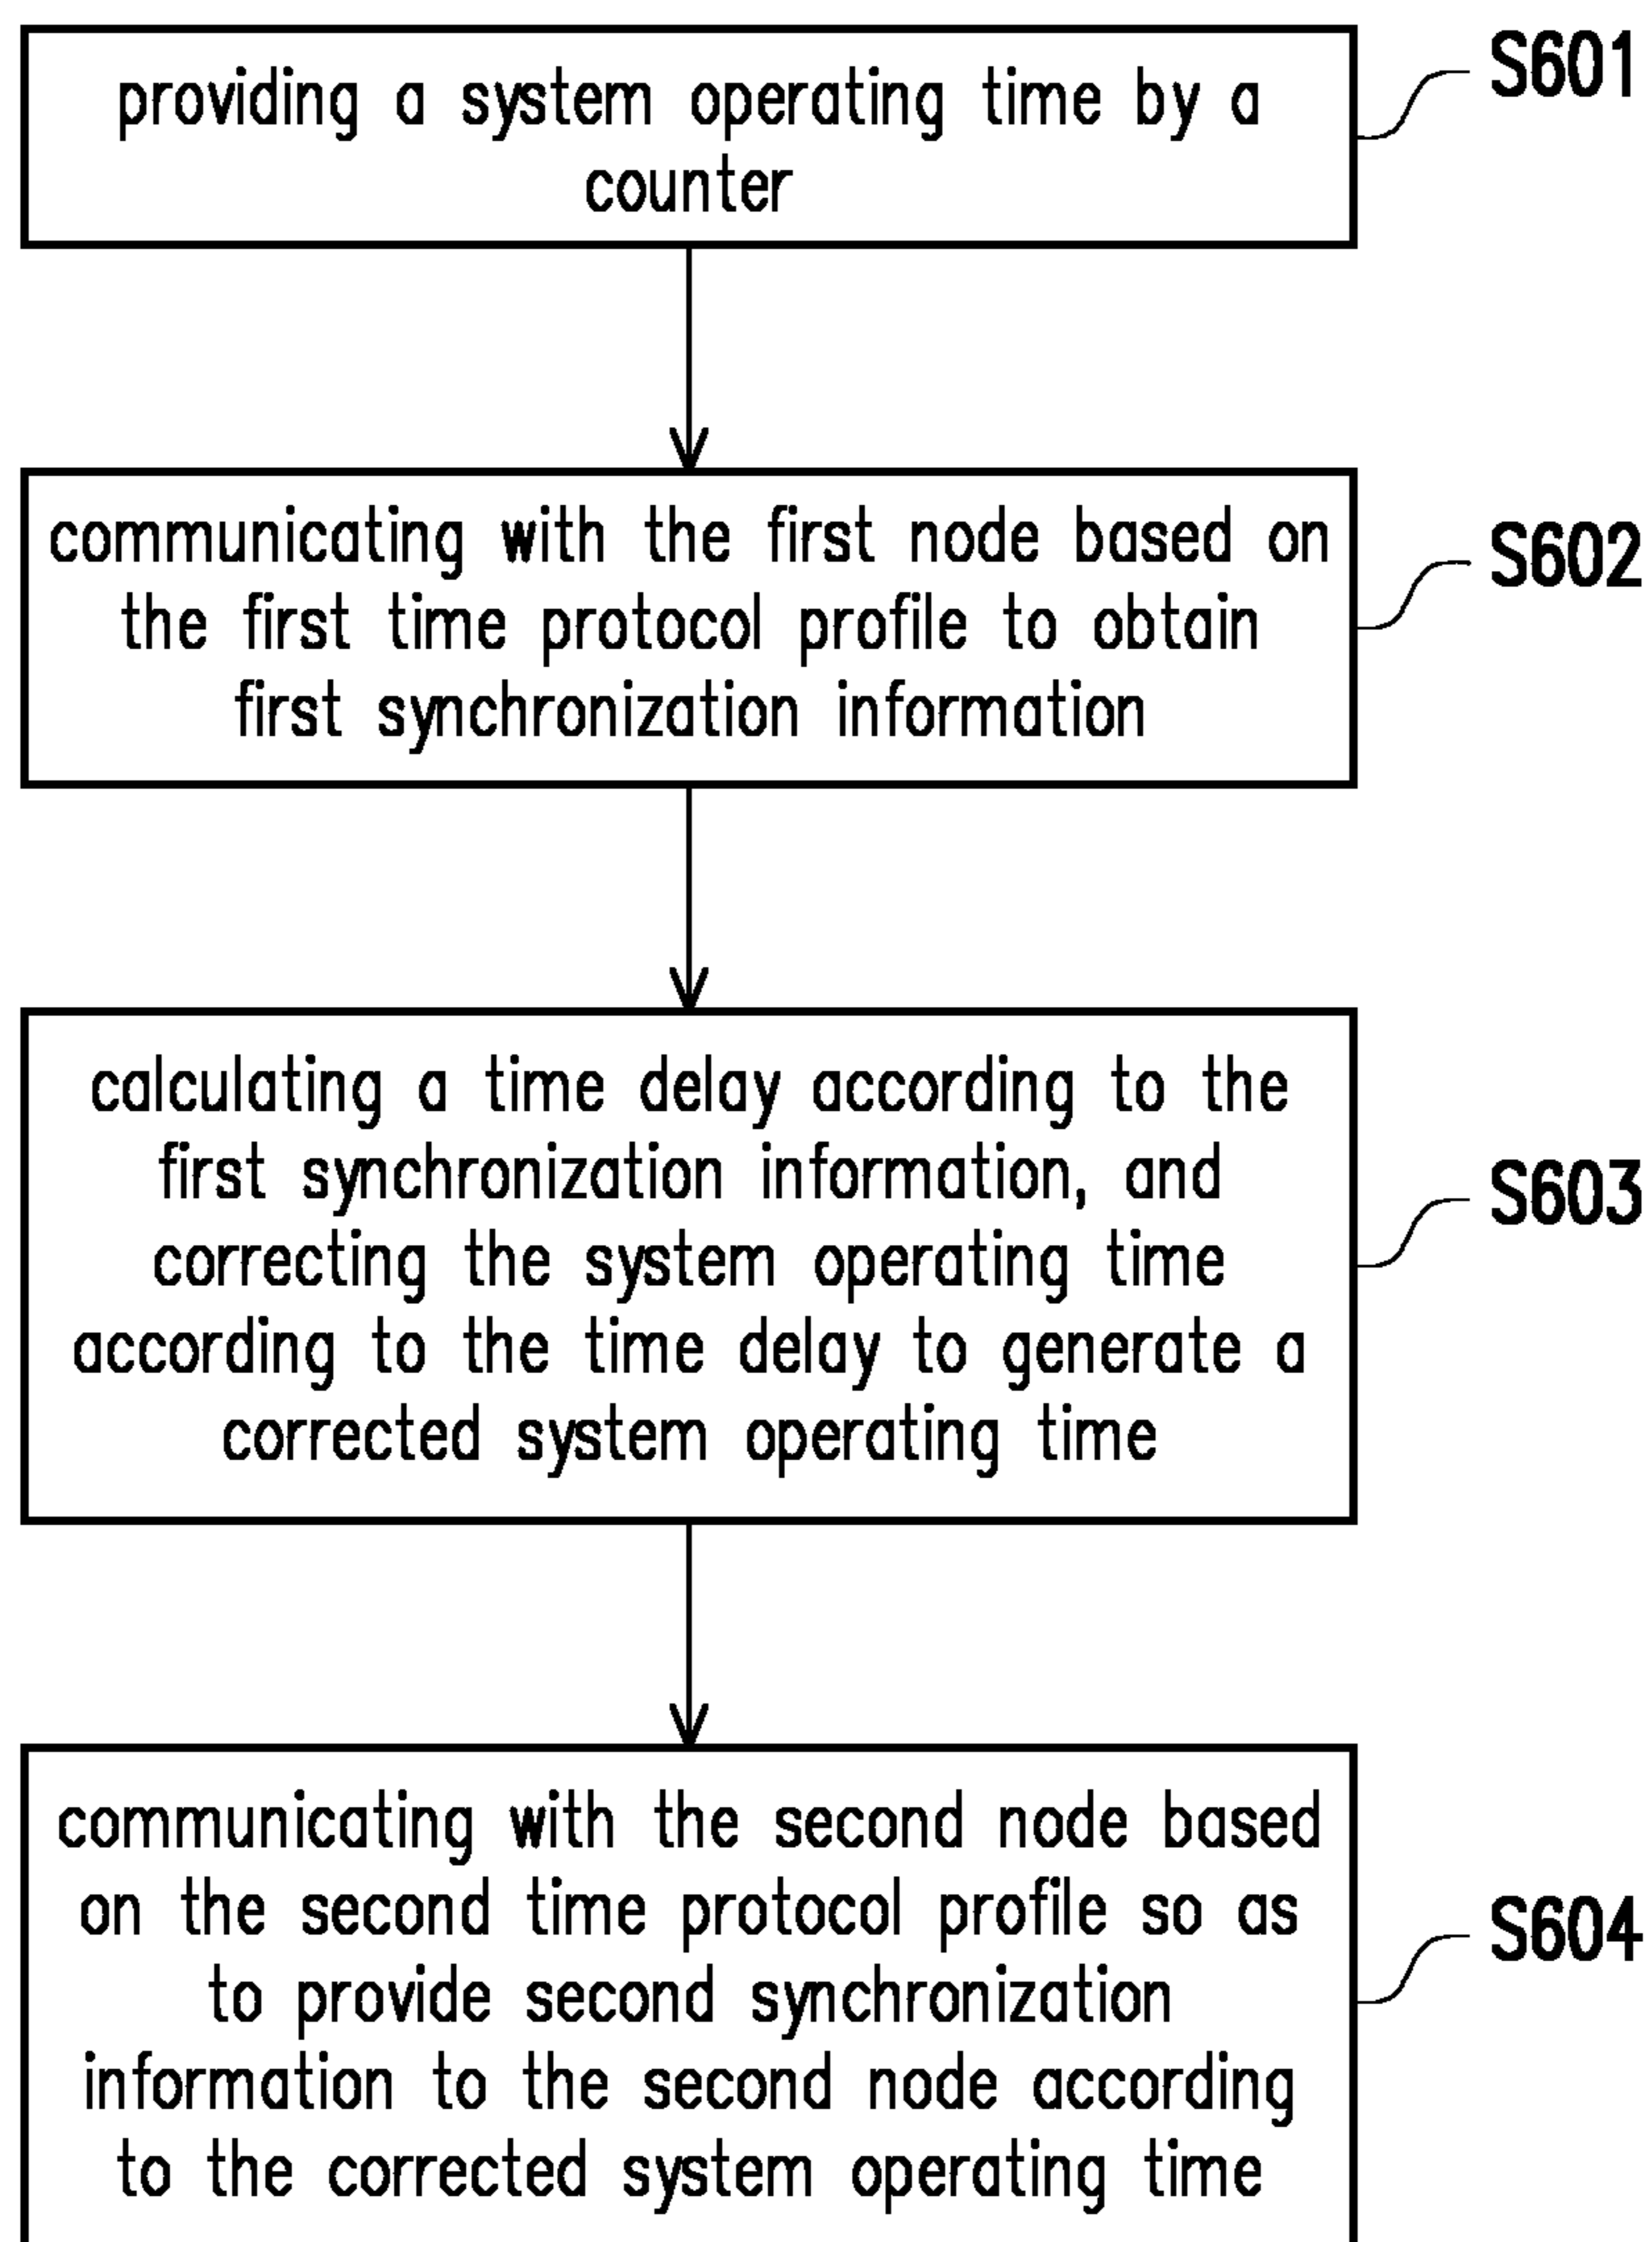 providing a system operating time by a
counter
S601
communicating with the first node based on
the first time protocol profile to obtain
first synchronization information
S602
calculating a time delay according to the
first synchronization information, and
correcting the system operating time
according to the time delay to generate a
corrected system operating time
S603
communicating with the second node based
on the second time protocol profile so as
to provide second synchronization
information to the second node according
to the corrected system operating time
S604